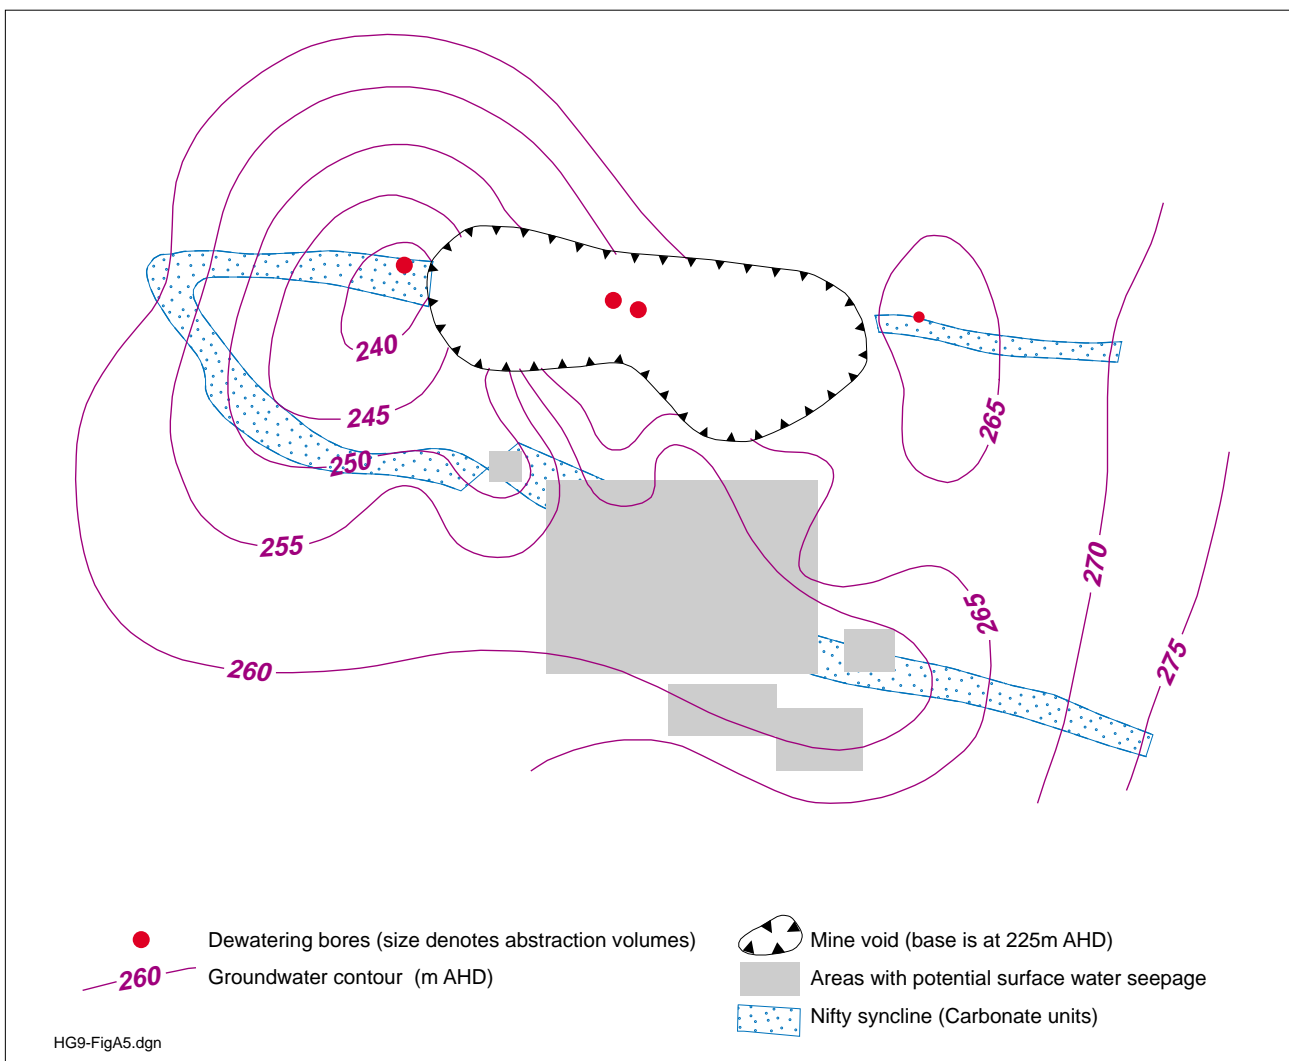 240
245
250
255
260
265
265
270
275
Dewatering bores (size denotes abstraction volumes)
260 Groundwater contour (m AHD)
Mine void (base is at 225m AHD)
Areas with potential surface water seepage
Nifty syncline (Carbonate units)
HG9-FigA5.dgn